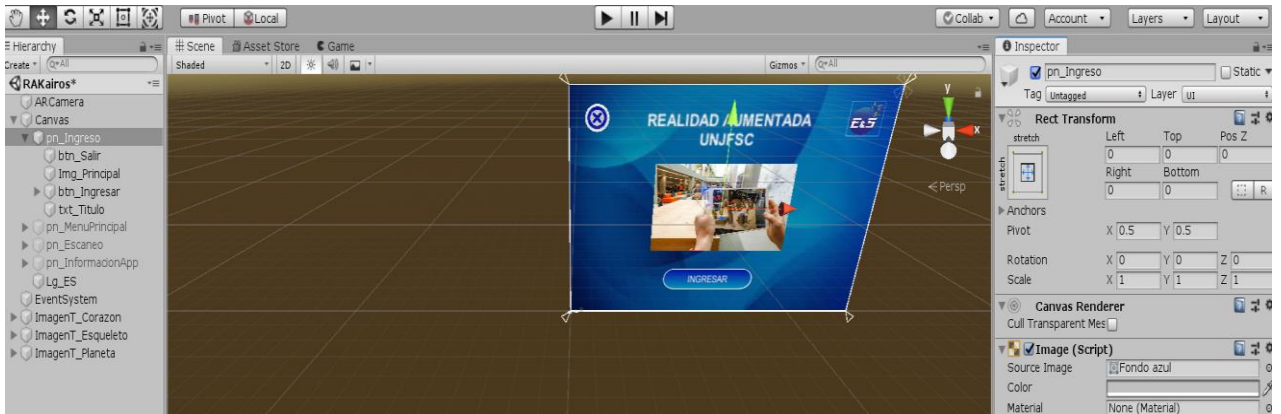 Pivot Local Collab Account Layers Layout
Hierarchy Scene Asset Store Game Inspector
Create All Shaded 2D Gizmos All
RAKairos*
ARCamera
Canvas
pn_Ingreso
btn_Salir
Img_Principal
btn_Ingresar
txt_Titulo
pn_MenuPrincipal
pn_Escaneo
pn_InformacionApp
Lg_ES
EventSystem
ImagenT_Corazon
ImagenT_Esqueleto
ImagenT_Planeta
REALIDAD AUMENTADA
UNJFSC
E&S
INGRESAR
y
x
Persp
pn_Ingreso Static
Tag Untagged Layer UI
Rect Transform
stretch Left Top Pos Z
stretch 0 0 0
Right Bottom
0 0 R
Anchors
Pivot X 0.5 Y 0.5
Rotation X 0 Y 0 Z 0
Scale X 1 Y 1 Z 1
Canvas Renderer
Cull Transparent Mes
Image (Script)
Source Image Fondo azul
Color
Material None (Material)